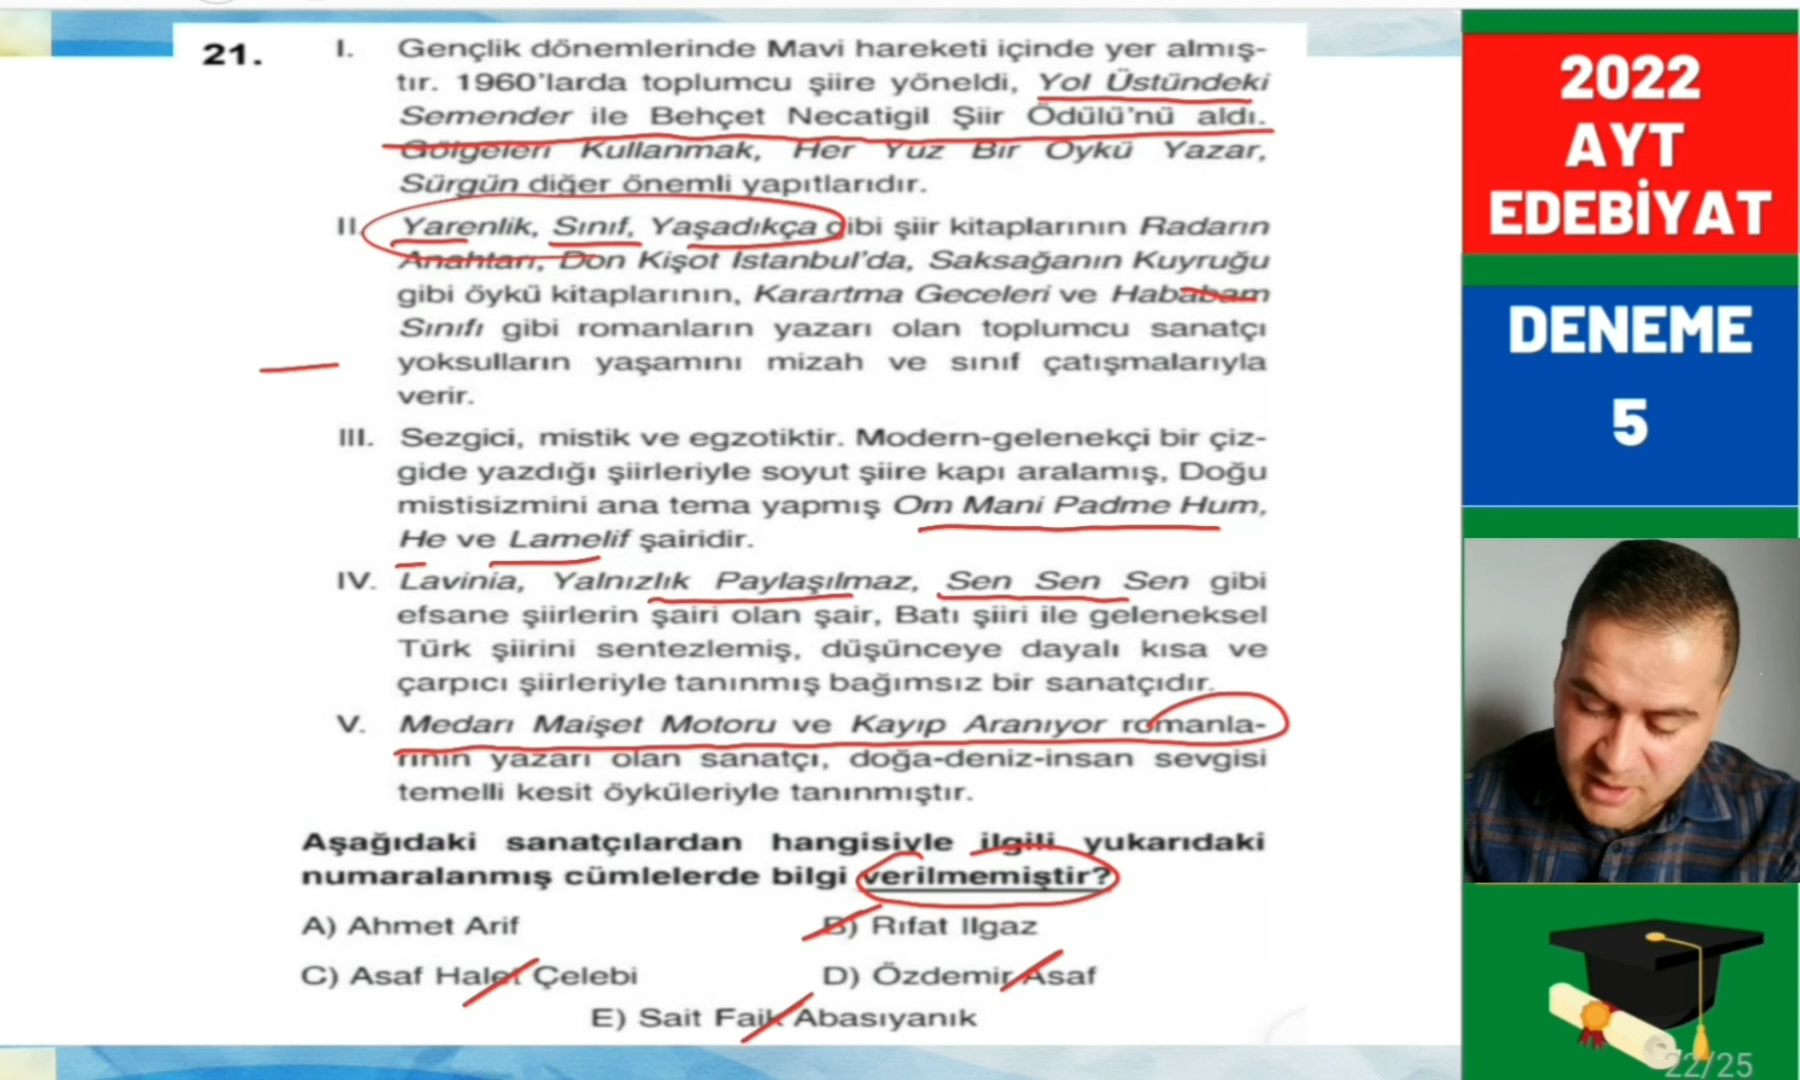 21.
I. Gençlik dönemlerinde Mavi hareketi içinde yer almış-
tır. 1960'larda toplumcu şiire yöneldi, Yol Üstündeki
Semender ile Behçet Necatigil Şiir Ödülü'nü aldı.
Gölgeleri Kullanmak, Her Yüz Bir Öykü Yazar,
Sürgün diğer önemli yapıtlarıdır.
II. Yarenlik, Sınıf, Yaşadıkça gibi şiir kitaplarının Radarın
Anahtarı, Don Kişot İstanbul'da, Saksağanın Kuyruğu
gibi öykü kitaplarının, Karartma Geceleri ve Hababam
Sınıfı gibi romanların yazarı olan toplumcu sanatçı
yoksulların yaşamını mizah ve sınıf çatışmalarıyla
verir.
III. Sezgici, mistik ve egzotiktir. Modern-gelenekçi bir çiz-
gide yazdığı şiirleriyle soyut şiire kapı aralamış, Doğu
mistisizmini ana tema yapmış Om Mani Padme Hum,
He ve Lamelif şairidir.
IV. Lavinia, Yalnızlık Paylaşılmaz, Sen Sen Sen gibi
efsane şiirlerin şairi olan şair, Batı şiiri ile geleneksel
Türk şiirini sentezlemiş, düşünceye dayalı kısa ve
çarpıcı şiirleriyle tanınmış bağımsız bir sanatçıdır.
V. Medarı Maişet Motoru ve Kayıp Aranıyor romanla-
rının yazarı olan sanatçı, doğa-deniz-insan sevgisi
temelli kesit öyküleriyle tanınmıştır.
Aşağıdaki sanatçılardan hangisiyle ilgili yukarıdaki
numaralanmış cümlelerde bilgi verilmemiştir?
A) Ahmet Arif
B) Rıfat Ilgaz
C) Asaf Halet Çelebi
D) Özdemir Asaf
E) Sait Faik Abasıyanık
2022
AYT
EDEBİYAT
DENEME
5
22/25